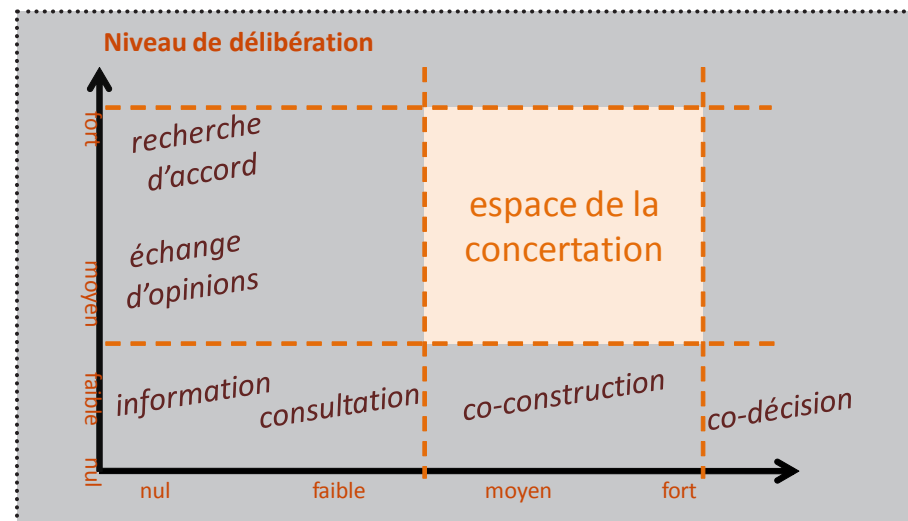 Niveau de délibération
fort
recherche
d'accord
espace de la
concertation
échange
d'opinions
moyen
information
consultation
co-construction
co-décision
faible
nul
nul
faible
moyen
fort